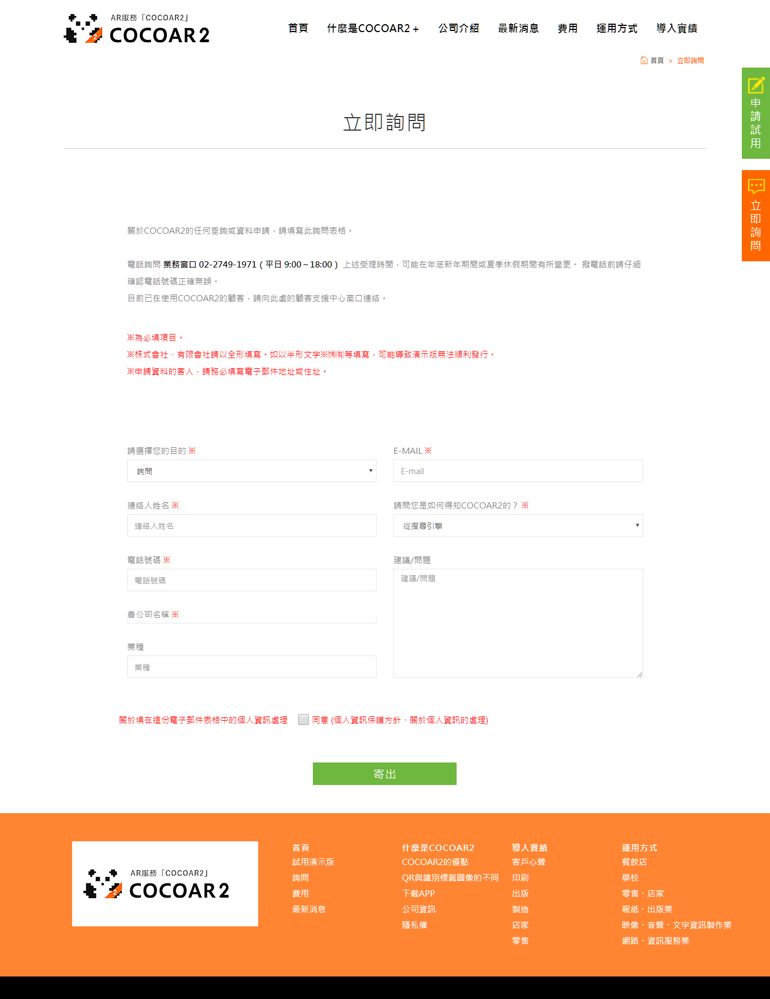 AR服務「COCOAR2」
COCOAR2
首頁 什麼是COCOAR2 + 公司介紹 最新消息 費用 運用方式 導入實績
首頁 > 立即詢問
申請試用
立即詢問
立即詢問
關於COCOAR2的任何垂詢或資料申請，請填寫此詢問表格。
電話詢問 業務窗口 02-2749-1971 ( 平日 9:00 ~ 18:00 ) 上述受理時間，可能在年底新年期間或夏季休假期間有所變更。 撥電話前請仔細
確認電話號碼正確無誤。
目前已在使用COCOAR2的顧客，請向此處的顧客支援中心窗口連絡。
※為必填項目。
※株式會社、有限會社請以全形填寫。如以半形文字※㈱㈲等填寫，可能導致演示版無法順利發行。
※申請資料的客人，請務必填寫電子郵件地址或住址。
請選擇您的目的 ※
詢問
連絡人姓名 ※
連絡人姓名
電話號碼 ※
電話號碼
貴公司名稱 ※
業種
業種
E-MAIL ※
E-mail
請問您是如何得知COCOAR2的？ ※
從搜尋引擎
建議/問題
建議/問題
關於填在這份電子郵件表格中的個人資訊處理 同意 (個人資訊保護方針、關於個人資訊的處理)
寄出
AR服務「COCOAR2」
COCOAR2
首頁
試用演示版
詢問
費用
最新消息
什麼是COCOAR2
COCOAR2的優點
QR與識別標籤圖像的不同
下載APP
公司資訊
隱私權
導入實績
客戶心聲
印刷
出版
製造
店家
零售
運用方式
餐飲店
學校
零售・店家
報紙・出版業
映像・音聲・文字資訊製作業
網路・資訊服務業